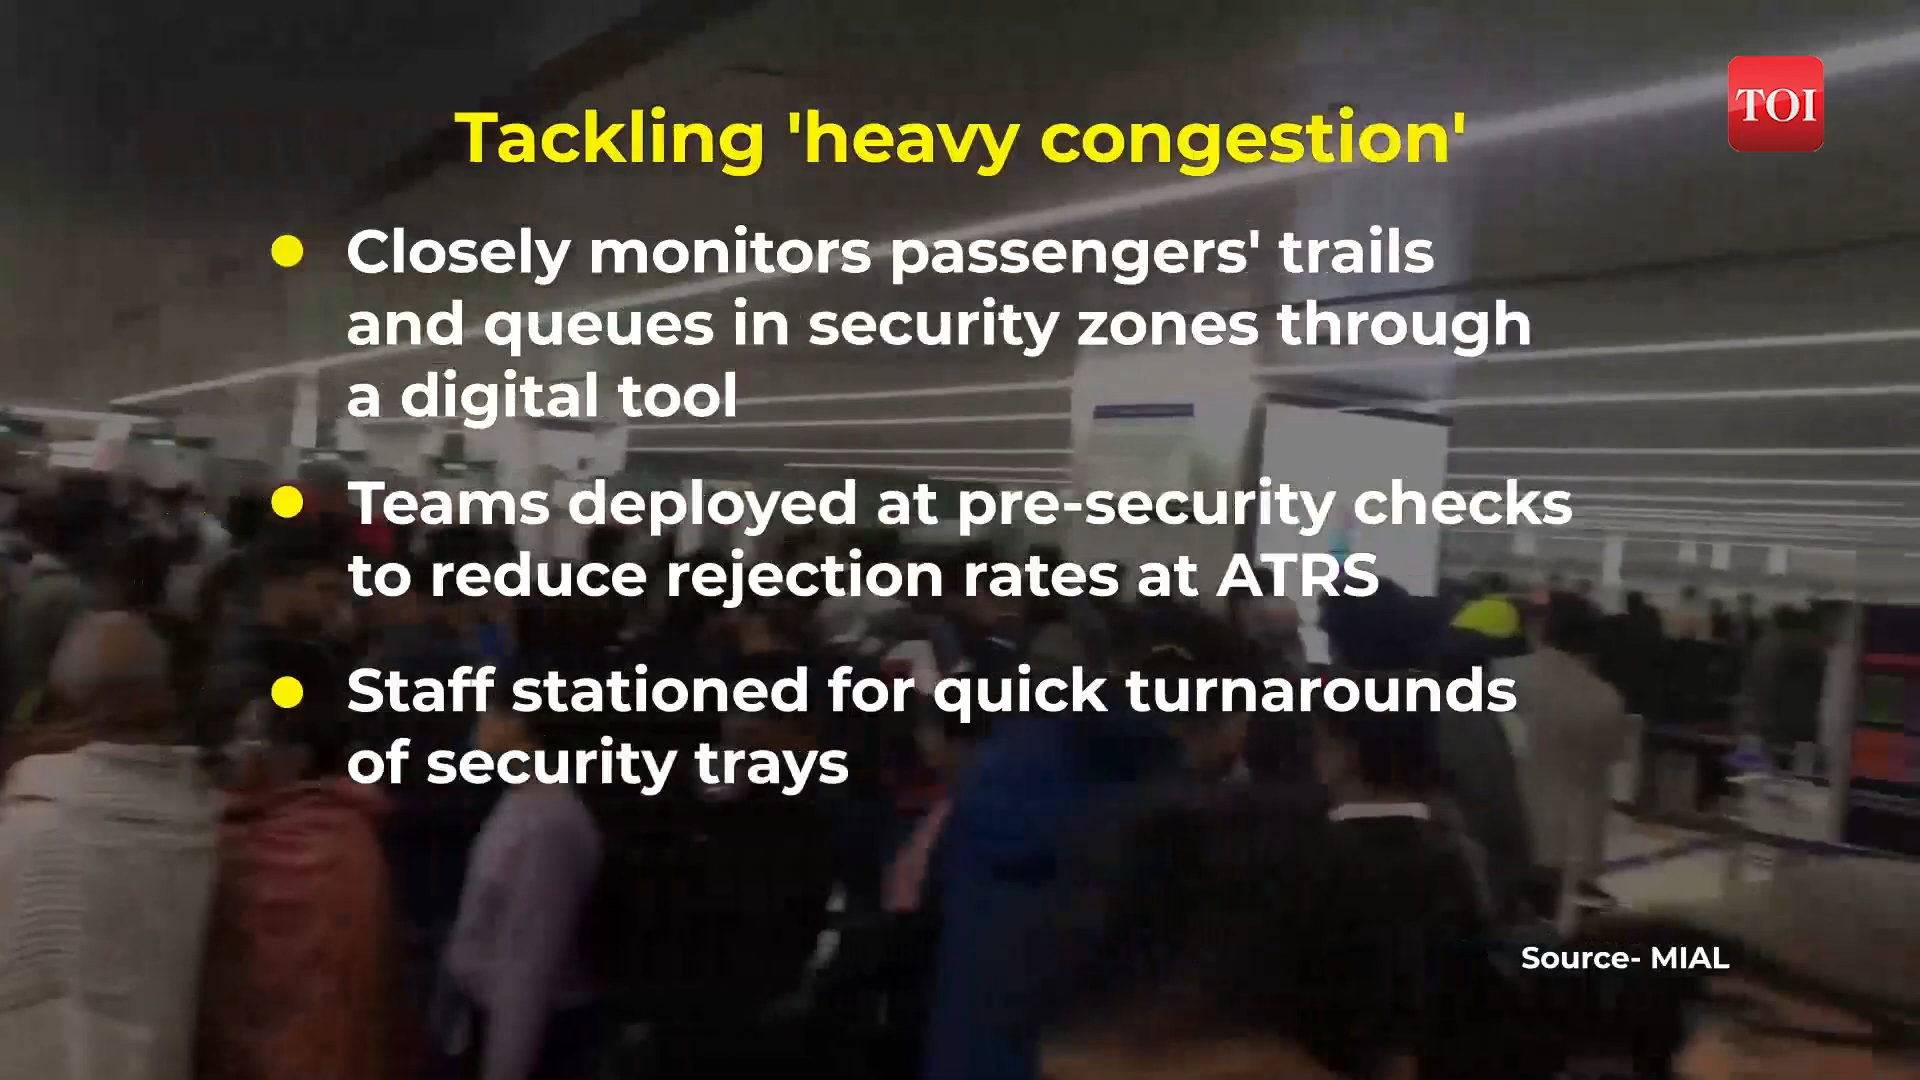 TOI
Tackling 'heavy congestion'
Closely monitors passengers' trails
and queues in security zones through
a digital tool
Teams deployed at pre-security checks
to reduce rejection rates at ATRS
Staff stationed for quick turnarounds
of security trays
Source- MIAL